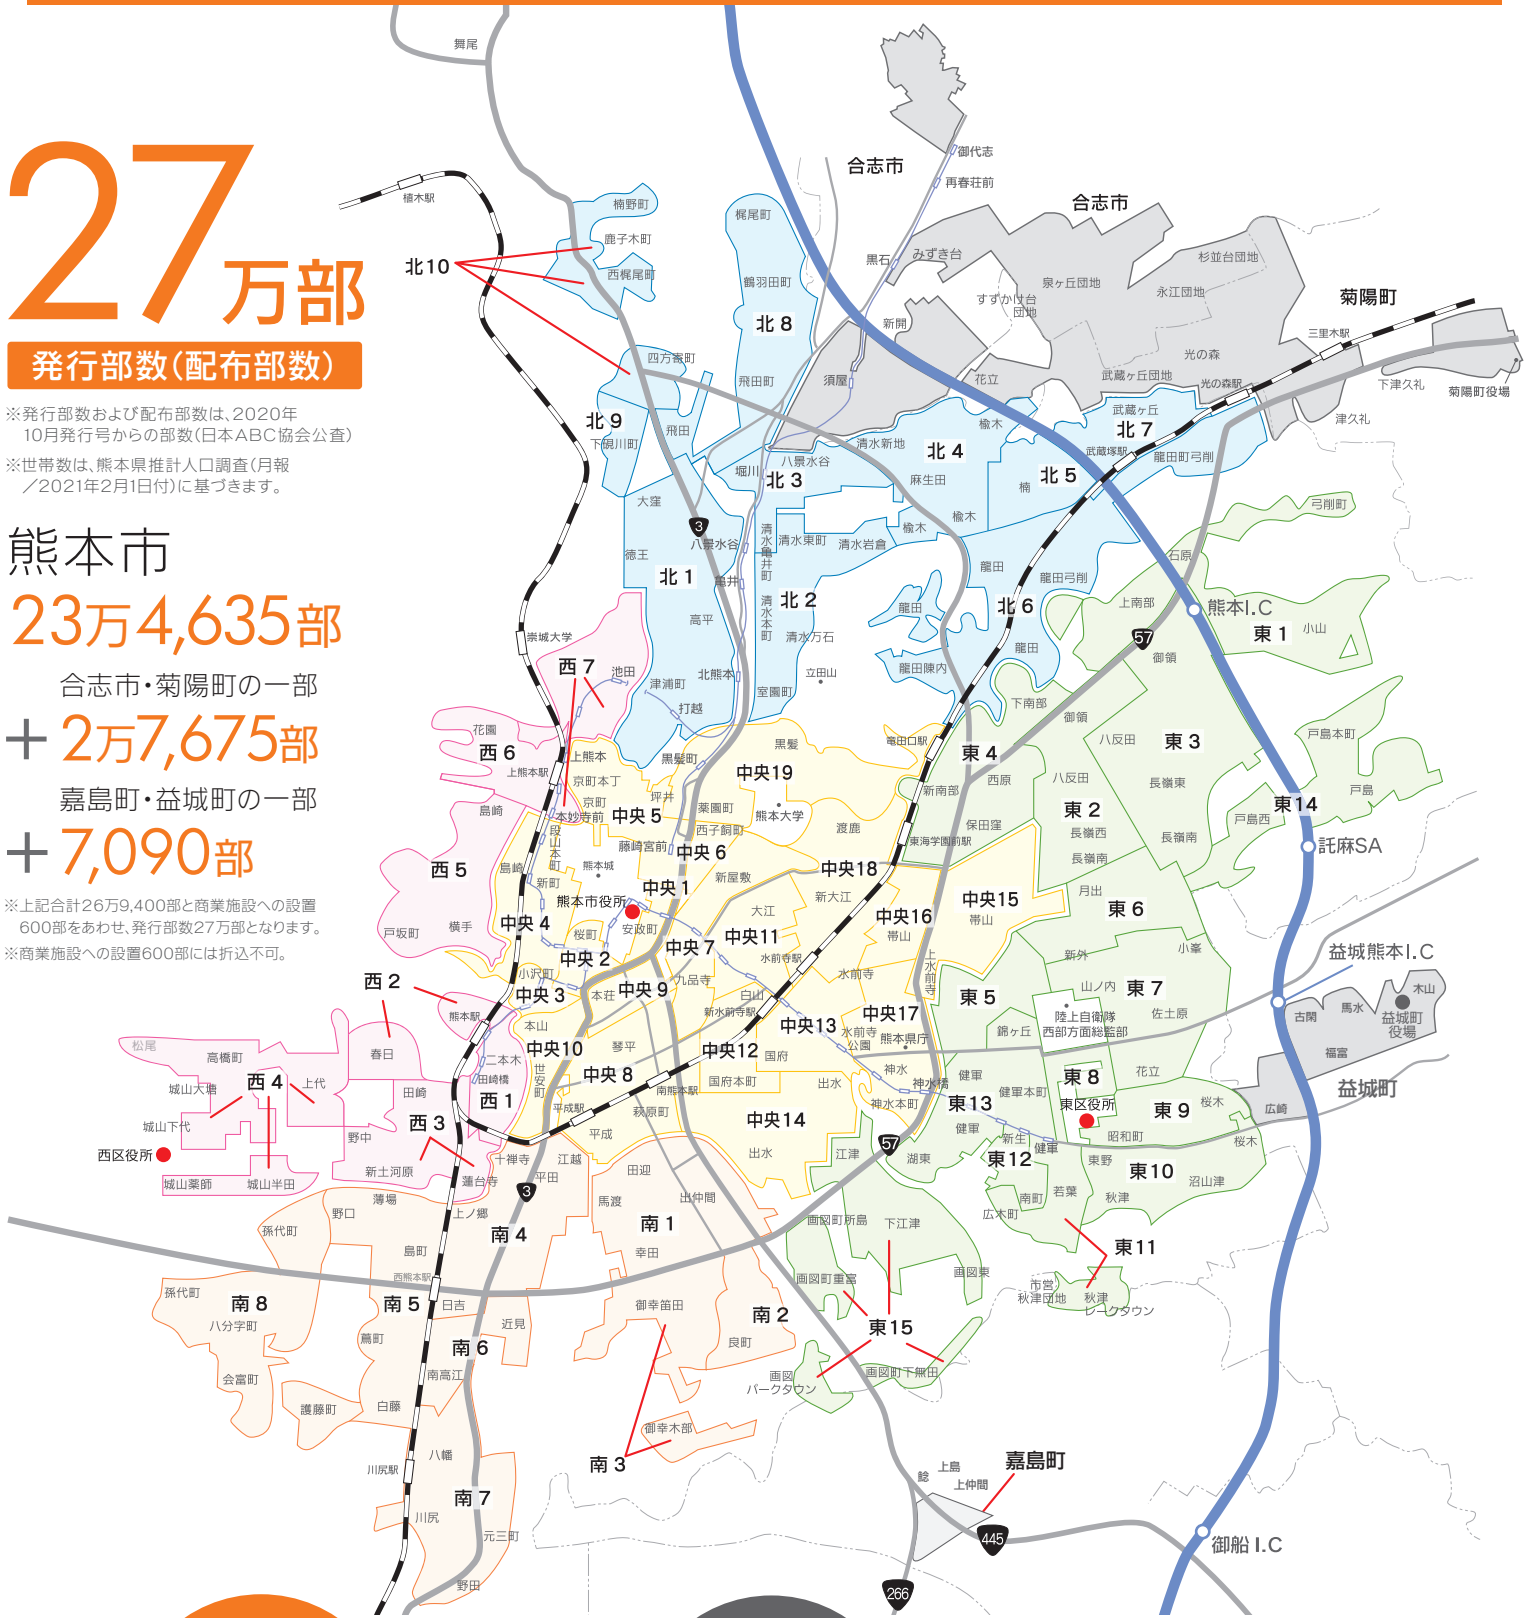 27万部
発行部数(配布部数)
※発行部数および配布部数は、2020年
10月発行号からの部数(日本ABC協会公査)
※世帯数は、熊本県推計人口調査(月報
／2021年2月1日付)に基づきます。
熊本市
23万4,635部
合志市・菊陽町の一部
＋2万7,675部
嘉島町・益城町の一部
＋7,090部
※上記合計26万9,400部と商業施設への設置
600部をあわせ、発行部数27万部となります。
※商業施設への設置600部には折込不可。
舞尾
植木駅
楠野町
鹿子木町
西梶尾町
北10
梶尾町
鶴羽田町
北8
飛田町
四方寄町
北9
下硯川町
飛田
合志市
御代志
再春荘前
黒石
みずき台
合志市
すずかけ台
団地
泉ヶ丘団地
永江団地
杉並台団地
菊陽町
三里木駅
新開
須屋
花立
光の森
武蔵ヶ丘団地
光の森駅
下津久礼
菊陽町役場
津久礼
武蔵ヶ丘
北7
武蔵塚駅
龍田町弓削
楡木
清水新地
北4
麻生田
北5
楠
八景水谷
堀川
北3
楡木
楡木
大窪
3
八景水谷
徳王
北1
亀井
高平
清水亀井町
清水本町
清水東町
清水岩倉
北2
清水万石
龍田
龍田弓削
北6
龍田
龍田
龍田陳内
立田山
室園町
北熊本
津浦町
打越
弓削町
石原
上南部
熊本I.C
57
東1
小山
御領
崇城大学
西7
池田
花園
西6
上熊本駅
島崎
上熊本
京町本丁
京町
本妙寺前
坪井
中央5
黒髪町
黒髪
中央19
竜田口駅
薬園町
熊本大学
西子飼町
渡鹿
藤崎宮前
中央6
段山本町
熊本城
島崎
新町
中央1
新屋敷
中央18
熊本市役所
安政町
中央4
桜町
中央2
中央7
大江
中央11
新大江
中央16
帯山
中央15
帯山
下南部
御領
東4
西原
新南部
保田窪
東海学園前駅
八反田
東3
八反田
長嶺東
東2
長嶺西
長嶺南
長嶺南
戸島本町
戸島
東14
戸島西
託麻SA
西5
横手
戸坂町
西2
熊本駅
小沢町
中央3
本荘
中央9
九品寺
白山
新水前寺駅
水前寺駅
水前寺
上水前寺
中央17
熊本県庁
水前寺
公園
中央13
中央12
国府
国府本町
本山
中央10
世安町
琴平
中央8
南熊本駅
平成駅
萩原町
平成
出水
中央14
出水
神水
神水橋
神水本町
月出
東6
新外
小峯
山ノ内
東7
佐土原
陸上自衛隊
西部方面総監部
東5
錦ヶ丘
健軍
健軍本町
東8
花立
東区役所
東9
桜木
昭和町
桜木
東13
健軍
新生
健軍
東12
東野
東10
沼山津
南町
若葉
秋津
広木町
東11
市営
秋津団地
秋津
レークタウン
益城熊本I.C
木山
馬水
益城町
役場
古閑
福富
益城町
広崎
松尾
高橋町
城山大塘
西4
上代
春日
田崎
二本木
田崎橋
西1
城山下代
西区役所
城山薬師
城山半田
野中
西3
新土河原
蓮台寺
57
江津
湖東
薄場
野口
上ノ郷
十禅寺
平田
3
江越
田迎
馬渡
出仲間
南1
幸田
南4
孫代町
島町
西熊本駅
孫代町
南8
八分字町
南5
日吉
近見
蔦町
南6
会富町
護藤町
南高江
白藤
御幸笛田
南2
良町
画図町所島
下江津
画図町重富
画図東
東15
画図
パークタウン
画図町下無田
御幸木部
南3
八幡
川尻駅
南7
川尻
元三町
野田
鯰
上島
上仲間
嘉島町
445
266
御船I.C